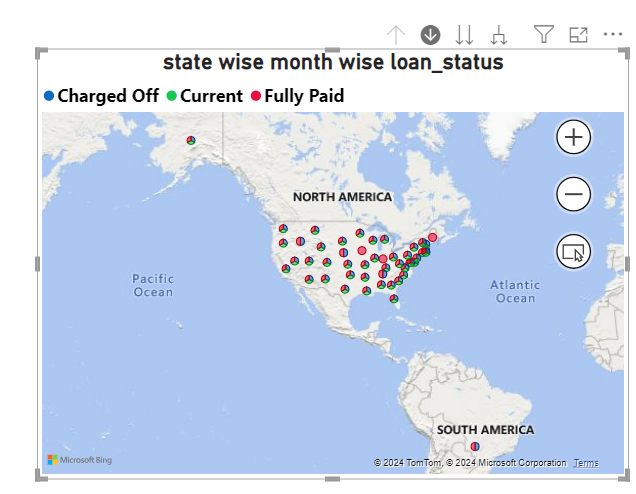 state wise month wise loan_status
Charged Off Current Fully Paid
NORTH AMERICA
Pacific
Ocean
Atlantic
Ocean
SOUTH AMERICA
Microsoft Bing
© 2024 TomTom, © 2024 Microsoft Corporation Terms